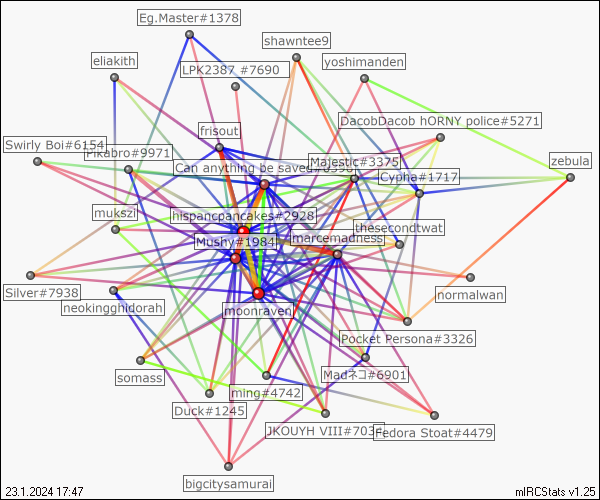 Eg.Master#1378
shawntee9
eliakith
LPK2387 #7690
yoshimanden
DacobDacob hORNY police#5271
frisout
Swirly Boi#6154
Pikabro#9971
Can anything be saved
Majestic#3375
zebula
Cypha#1717
mukszi
hispancpancakes#2928
thesecondtwat
Mushy#1984
marcemadness
Silver#7938
normalwan
neokingghidorah
moonraven
Pocket Persona#3326
somass
Madネコ#6901
ming#4742
Duck#1245
JKOUYH VIII#7034
Fedora Stoat#4479
bigcitysamurai
23.1.2024 17:47
mIRCStats v1.25